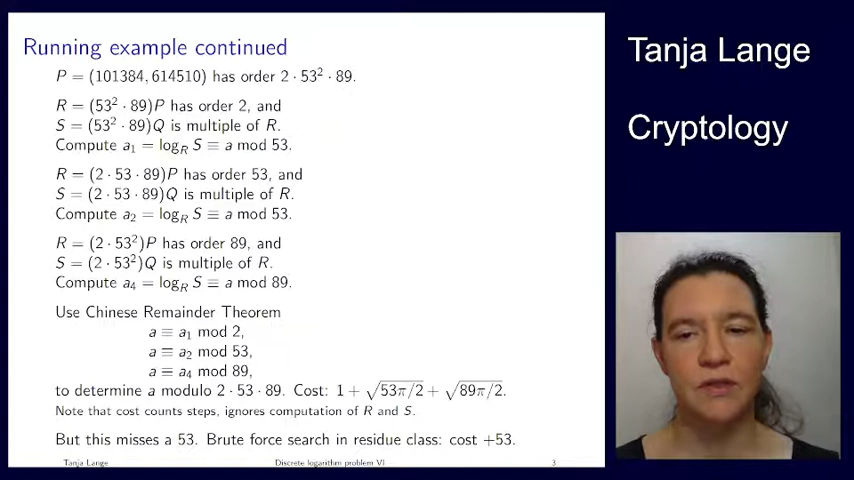 Running example continued
P = (101384, 614510) has order 2 · 53² · 89.
R = (53² · 89)P has order 2, and
S = (53² · 89)Q is multiple of R.
Compute a₁ = log_R S ≡ a mod 53.
R = (2 · 53 · 89)P has order 53, and
S = (2 · 53 · 89)Q is multiple of R.
Compute a₂ = log_R S ≡ a mod 53.
R = (2 · 53²)P has order 89, and
S = (2 · 53²)Q is multiple of R.
Compute a₄ = log_R S ≡ a mod 89.
Use Chinese Remainder Theorem
a ≡ a₁ mod 2,
a ≡ a₂ mod 53,
a ≡ a₄ mod 89,
to determine a modulo 2 · 53 · 89. Cost: 1 + √(53π/2) + √(89π/2).
Note that cost counts steps, ignores computation of R and S.
But this misses a 53. Brute force search in residue class: cost +53.
Tanja Lange Discrete logarithm problem VI 3
Tanja Lange
Cryptology